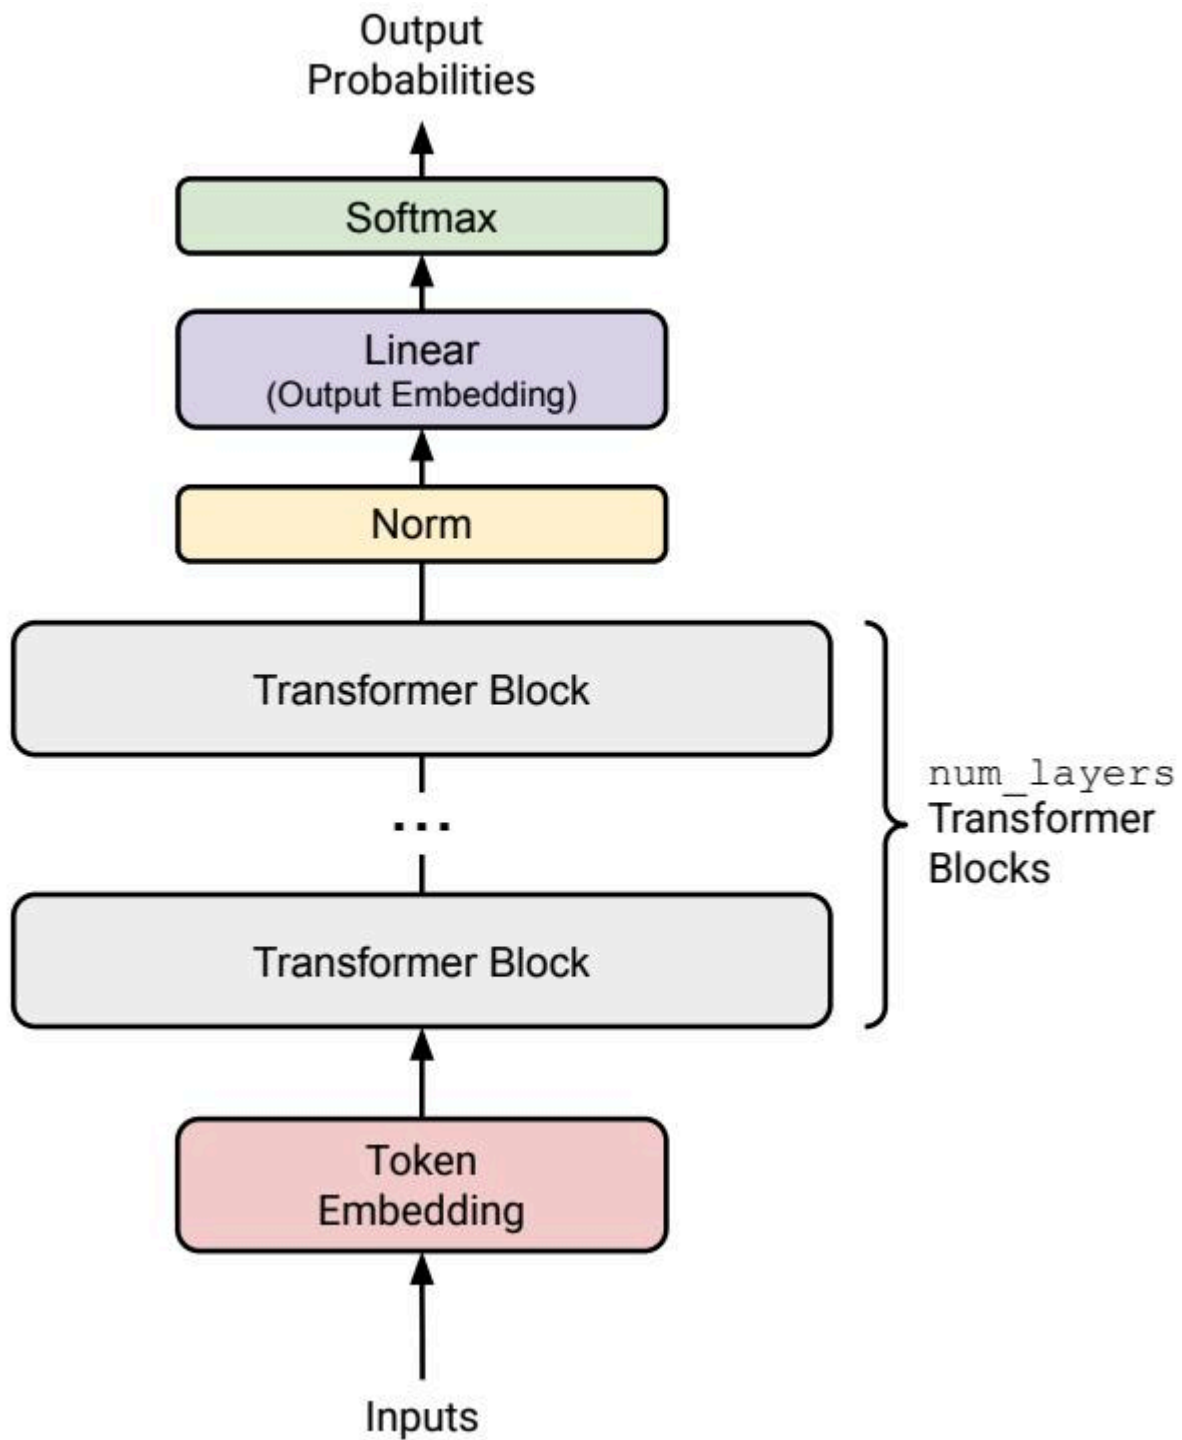 Output
Probabilities
Softmax
Linear
(Output Embedding)
Norm
Transformer Block
...
num_layers
Transformer
Blocks
Transformer Block
Token
Embedding
Inputs